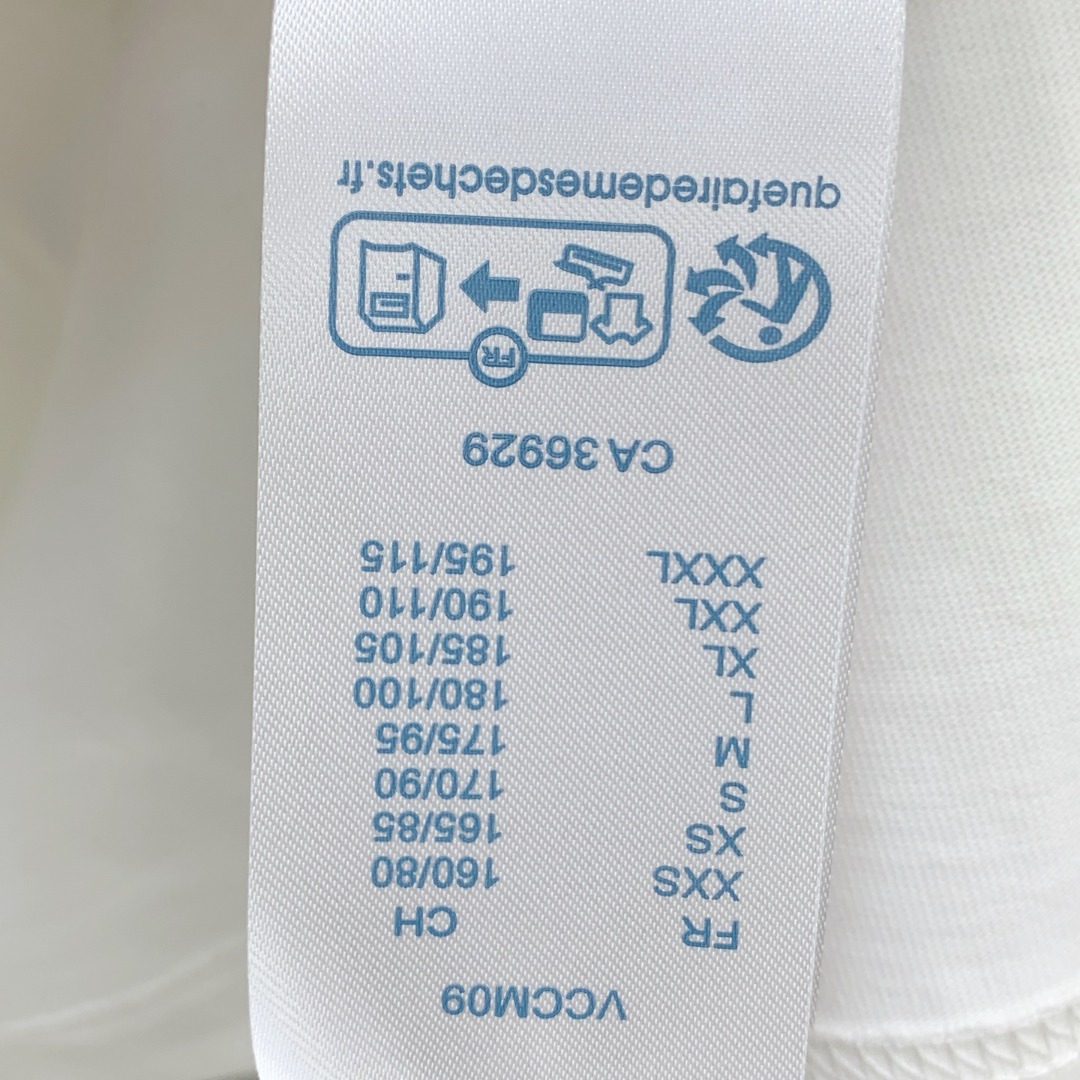 VCCM09
FR CH
XXS 160/80
XS 165/85
S 170/90
M 175/95
L 180/100
XL 185/105
XXL 190/110
XXXL 195/115
CA 36929
FR
quefairedemesdechets.fr